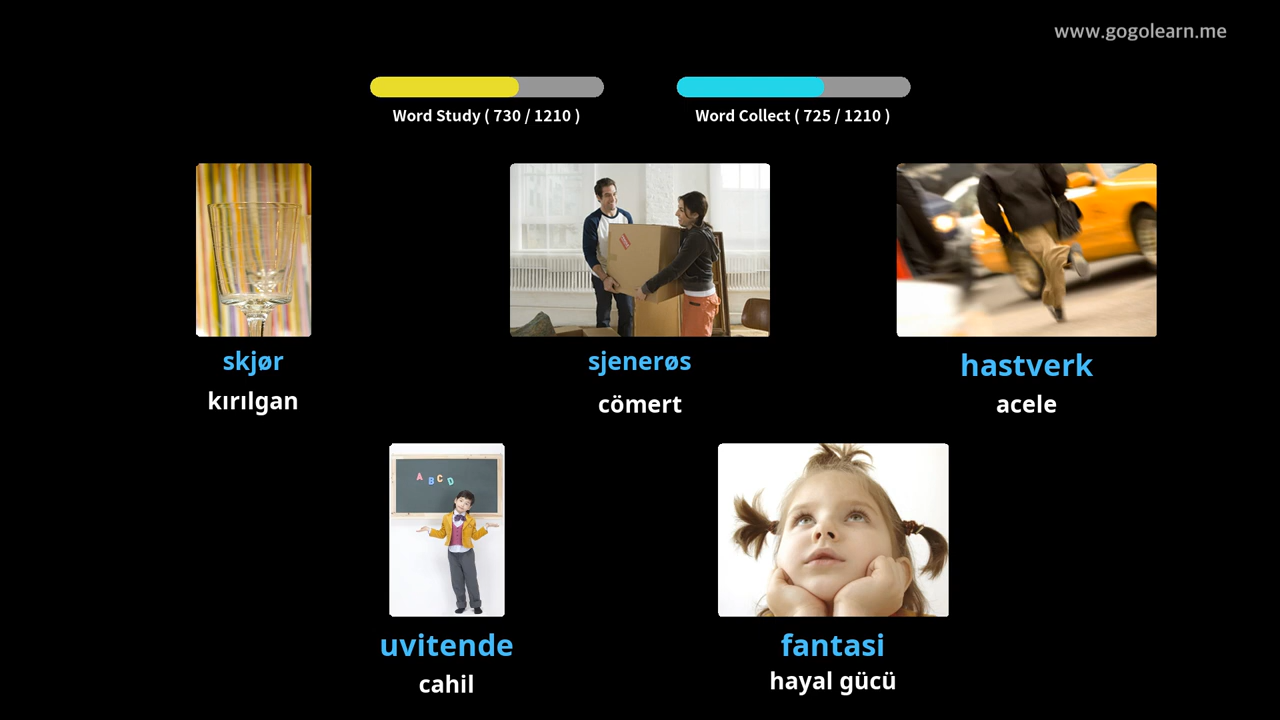 www.gogolearn.me
Word Study ( 730 / 1210 )
Word Collect ( 725 / 1210 )
skjør
kırılgan
sjenerøs
cömert
hastverk
acele
A B C D
uvitende
cahil
fantasi
hayal gücü